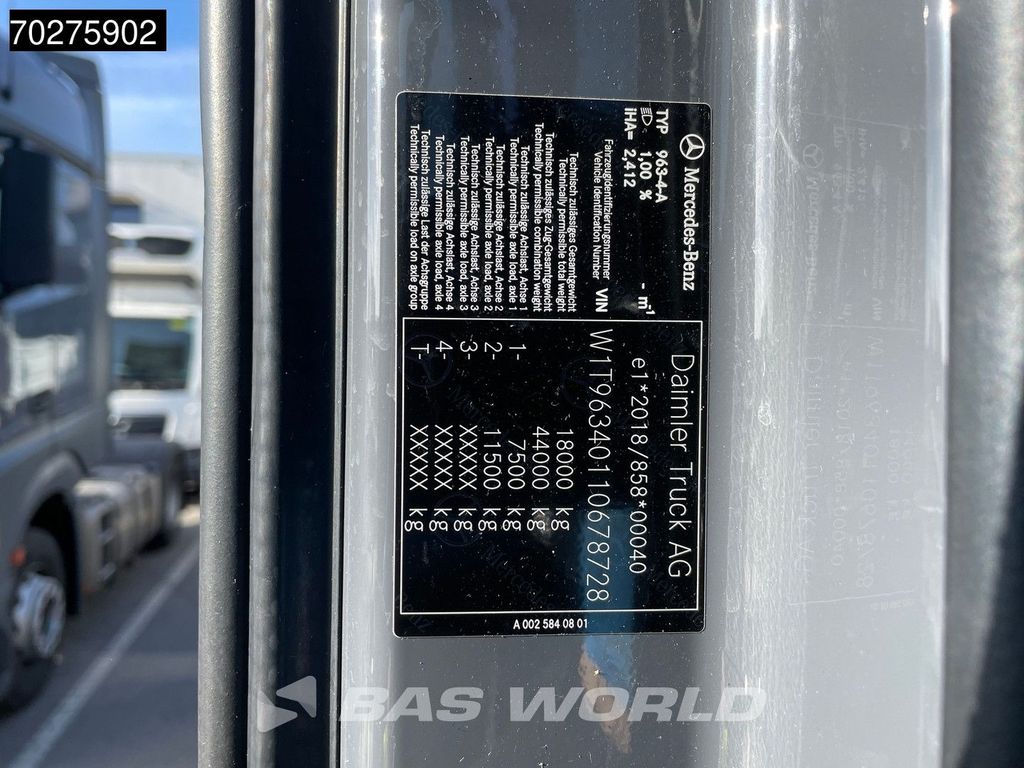 70275902
Mercedes-Benz
TYP 963-4-A
1,00 % - m-1
iHA= 2,412
Fahrzeugidentifizierungsnummer
Vehicle Identification Number VIN
Technisch zulässiges Gesamtgewicht
Technically permissible total weight
Technisch zulässiges Zug-Gesamtgewicht
Technically permissible combination weight
Technisch zulässige Achslast, Achse 1
Technically permissible axle load, axle 1
Technisch zulässige Achslast, Achse 2
Technically permissible axle load, axle 2
Technisch zulässige Achslast, Achse 3
Technically permissible axle load, axle 3
Technisch zulässige Achslast, Achse 4
Technically permissible axle load, axle 4
Technisch zulässige Last der Achsgruppe
Technically permissible load on axle group
Daimler Truck AG
e1*2018/858*00040
W1T96340110678728
18000 kg
44000 kg
1- 7500 kg
2- 11500 kg
3- XXXXX kg
4- XXXXX kg
T- XXXXX kg
A 002 584 08 01
BAS WORLD